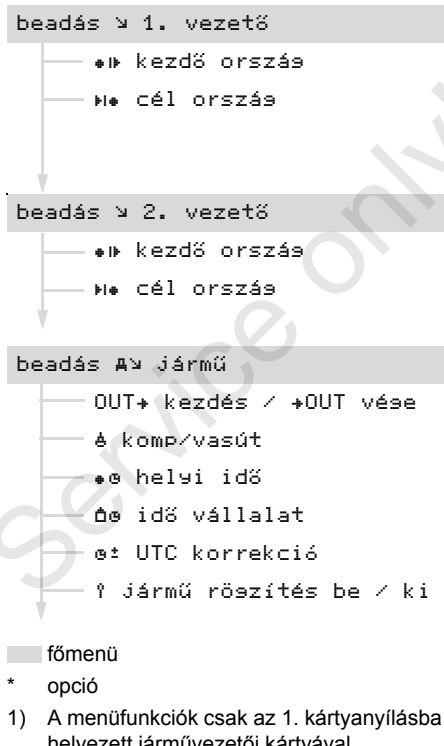 beadás 1. vezető
kezdő ország
cél ország
beadás 2. vezető
kezdő ország
cél ország
beadás jármű
OUT→ kezdés / →OUT vége
komp/vasút
helyi idő
idő vállalat
UTC korrekció
jármű rögzítés be / ki
főmenü
* opció
1) A menüfunkciók csak az 1. kártyanyílásba
helyezett járművezetői kártyával
Service only!